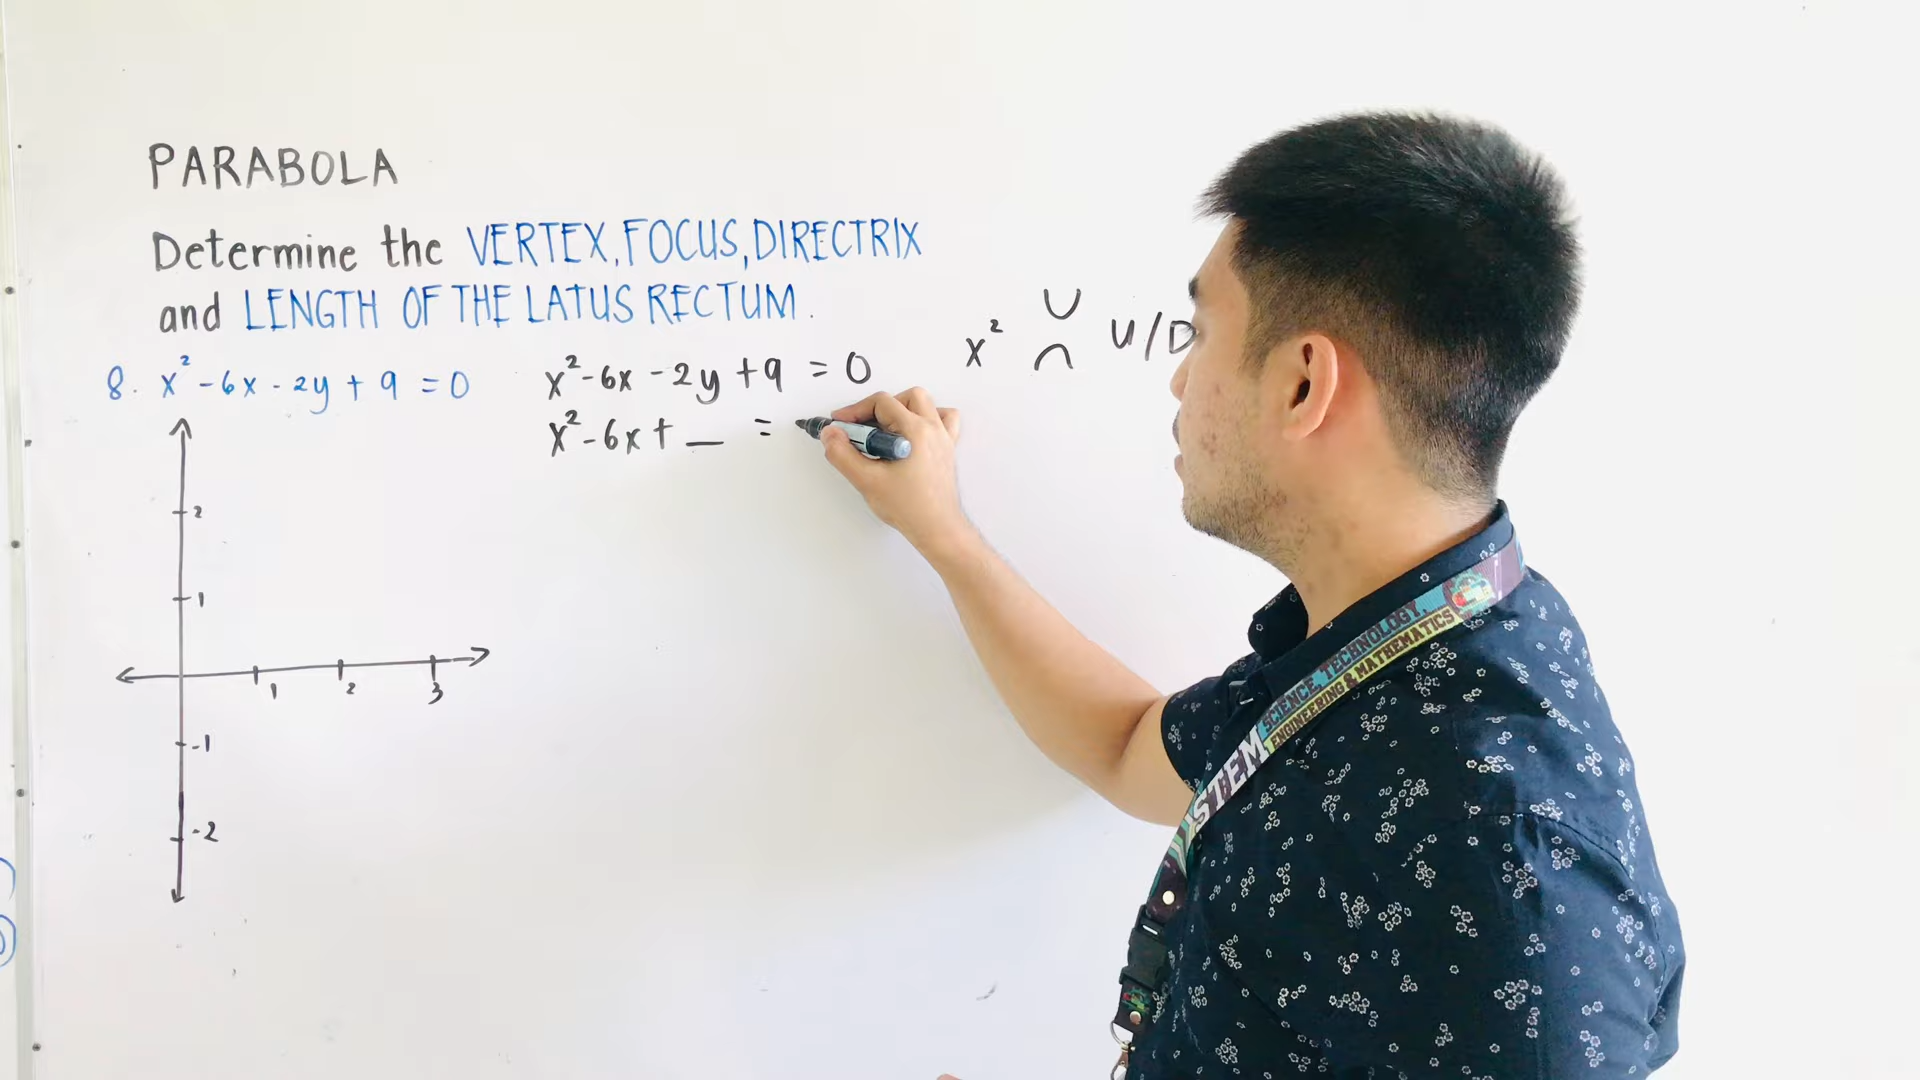 PARABOLA
Determine the VERTEX, FOCUS, DIRECTRIX
and LENGTH OF THE LATUS RECTUM.
8. x² - 6x - 2y + 9 = 0
x² - 6x - 2y + 9 = 0
x² - 6x + __ =
x² ∪ ∩ U/D
2
1
1 2 3
-1
-2
STEM
SCIENCE, TECHNOLOGY,
ENGINEERING & MATHEMATICS